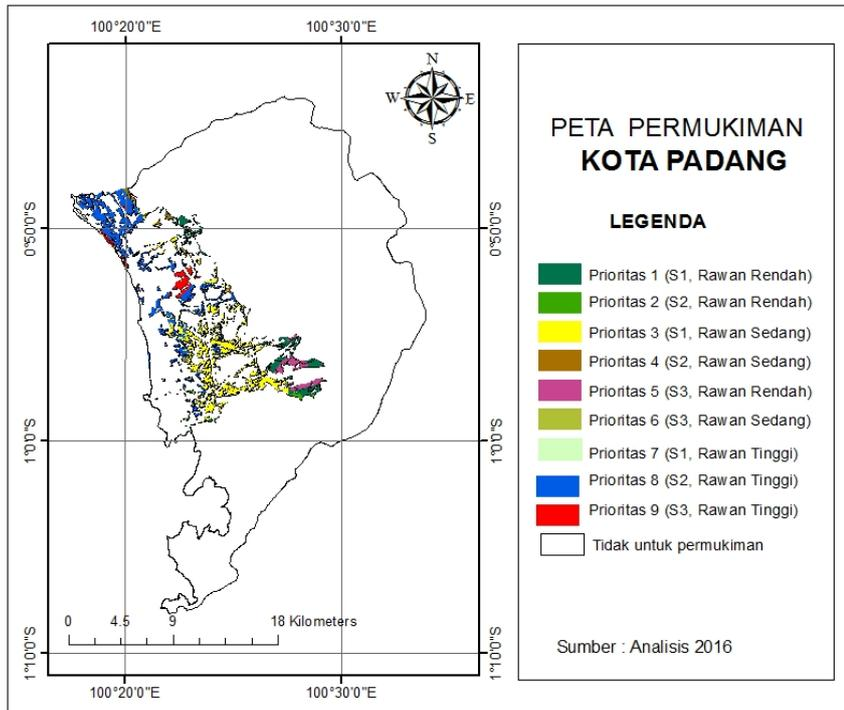 100°20'0"E 100°30'0"E
N
W E
S
0°50'0"S 0°50'0"S
1°0'0"S 1°0'0"S
1°10'0"S 1°10'0"S
0 4.5 9 18 Kilometers
100°20'0"E 100°30'0"E
PETA PERMUKIMAN
KOTA PADANG
LEGENDA
Prioritas 1 (S1, Rawan Rendah)
Prioritas 2 (S2, Rawan Rendah)
Prioritas 3 (S1, Rawan Sedang)
Prioritas 4 (S2, Rawan Sedang)
Prioritas 5 (S3, Rawan Rendah)
Prioritas 6 (S3, Rawan Sedang)
Prioritas 7 (S1, Rawan Tinggi)
Prioritas 8 (S2, Rawan Tinggi)
Prioritas 9 (S3, Rawan Tinggi)
Tidak untuk permukiman
Sumber : Analisis 2016